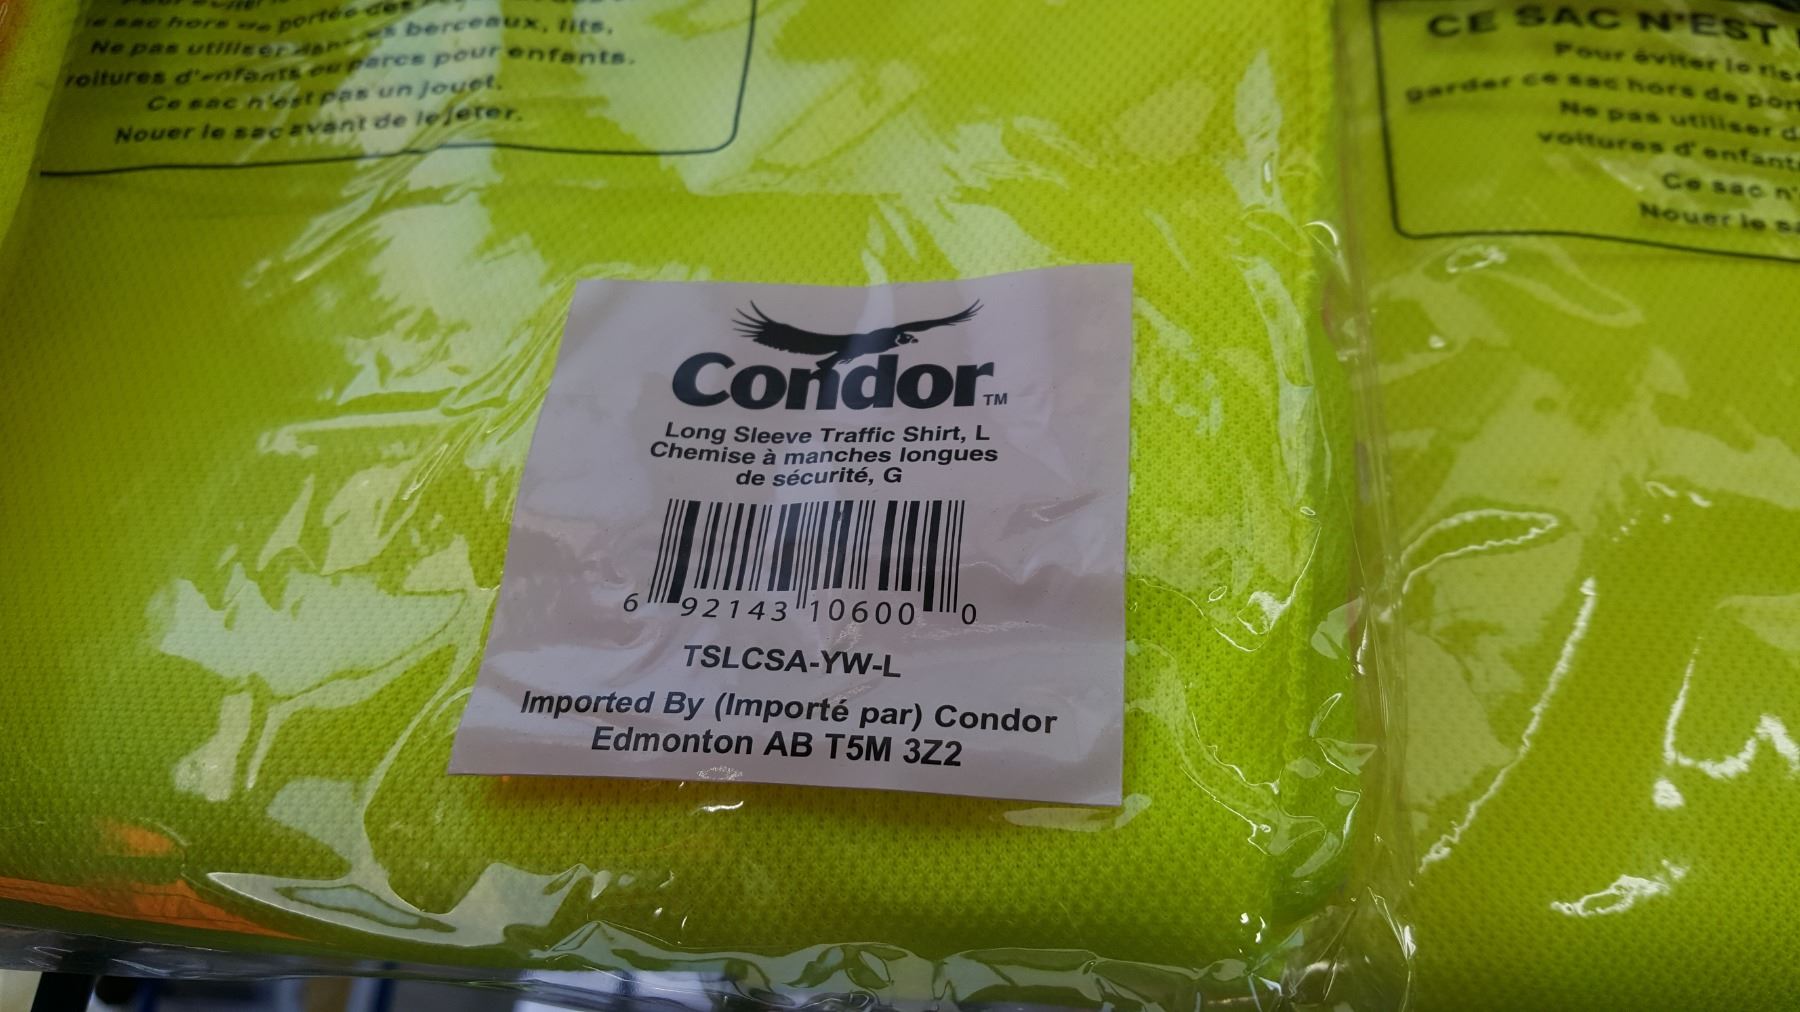 hors
portée des
berceaux, lits,
Ne pas utiliser dans
parcs pour enfants.
voitures d'enfants ou
Ce sac n'est pas un jouet.
Nouer le sac avant de le jeter.
CE SAC N'EST
Pour éviter le
garder ce sac hors de
Ne pas utiliser
voitures d'
Ce sac
Nouer le
Condor™
Long Sleeve Traffic Shirt, L
Chemise à manches longues
de sécurité, G
6 92143 10600 0
TSLCSA-YW-L
Imported By (Importé par) Condor
Edmonton AB T5M 3Z2